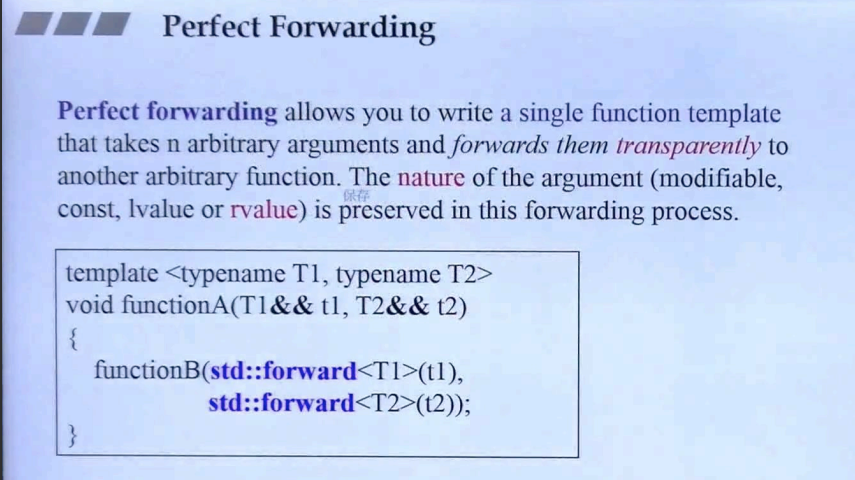 Perfect Forwarding
Perfect forwarding allows you to write a single function template
that takes n arbitrary arguments and forwards them transparently to
another arbitrary function. The nature of the argument (modifiable,
保存
const, lvalue or rvalue) is preserved in this forwarding process.
template <typename T1, typename T2>
void functionA(T1&& t1, T2&& t2)
{
functionB(std::forward<T1>(t1),
std::forward<T2>(t2));
}